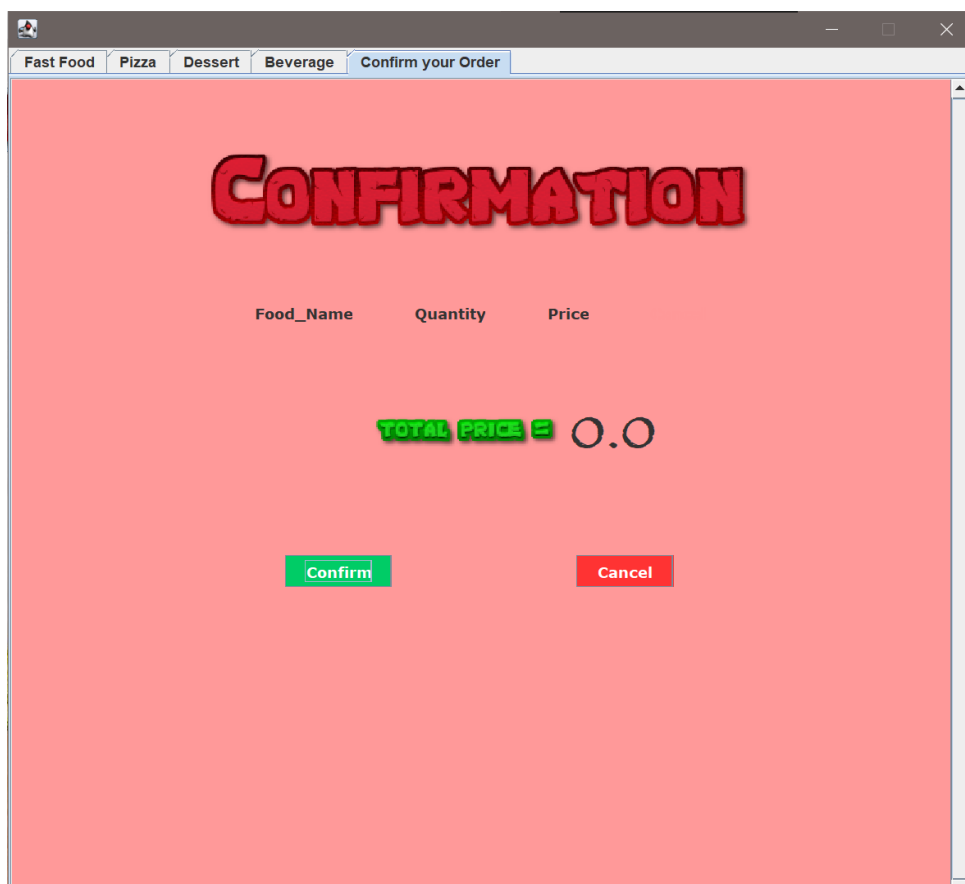 Fast Food Pizza Dessert Beverage Confirm your Order
CONFIRMATION
Food_Name Quantity Price
TOTAL PRICE = 0.0
Confirm Cancel